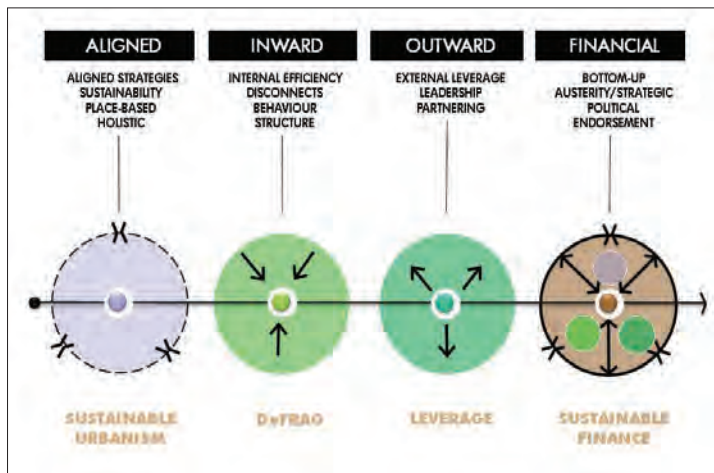 ALIGNED
ALIGNED STRATEGIES
SUSTAINABILITY
PLACE-BASED
HOLISTIC
INWARD
INTERNAL EFFICIENCY
DISCONNECTS
BEHAVIOUR
STRUCTURE
OUTWARD
EXTERNAL LEVERAGE
LEADERSHIP
PARTNERING
FINANCIAL
BOTTOM-UP
AUSTERITY/STRATEGIC
POLITICAL
ENDORSEMENT
SUSTAINABLE
URBANISM
DeFRAG
LEVERAGE
SUSTAINABLE
FINANCE